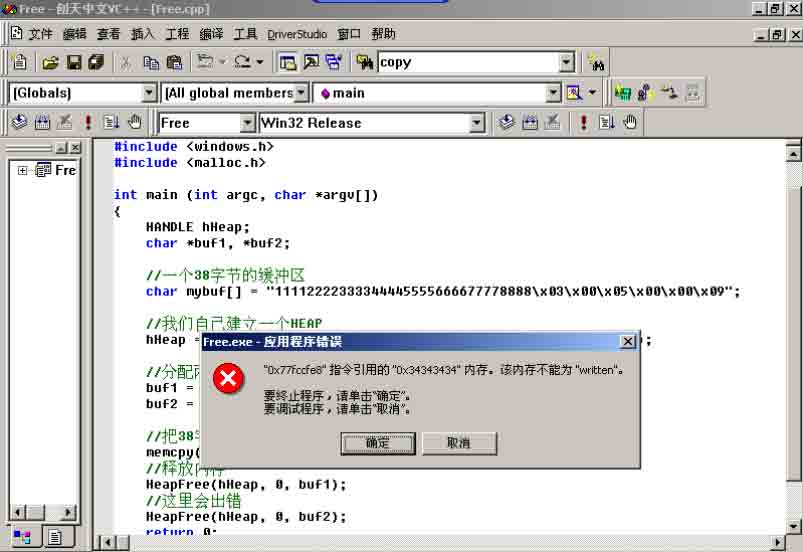 Free - 创天中文VC++ - [Free.cpp]
文件 编辑 查看 插入 工程 编译 工具 DriverStudio 窗口 帮助
copy
(Globals) (All global members main
Free Win32 Release
Fre
#include <windows.h>
#include <malloc.h>
int main (int argc, char *argv[])
{
HANDLE hHeap;
char *buf1, *buf2;
//一个38字节的缓冲区
char mybuf[] = "11112222333344445555666677778888\x03\x00\x05\x00\x00\x09";
//我们自己建立一个HEAP
hHeap = ;
Free.exe - 应用程序错误
"0x77fccfe8" 指令引用的 "0x34343434" 内存。该内存不能为 "written"。
要终止程序，请单击"确定"。
要调试程序，请单击"取消"。
确定 取消
//分配
buf1 =
buf2 =
//把38
memcpy(
//释放内存
HeapFree(hHeap, 0, buf1);
//这里会出错
HeapFree(hHeap, 0, buf2);
return 0;